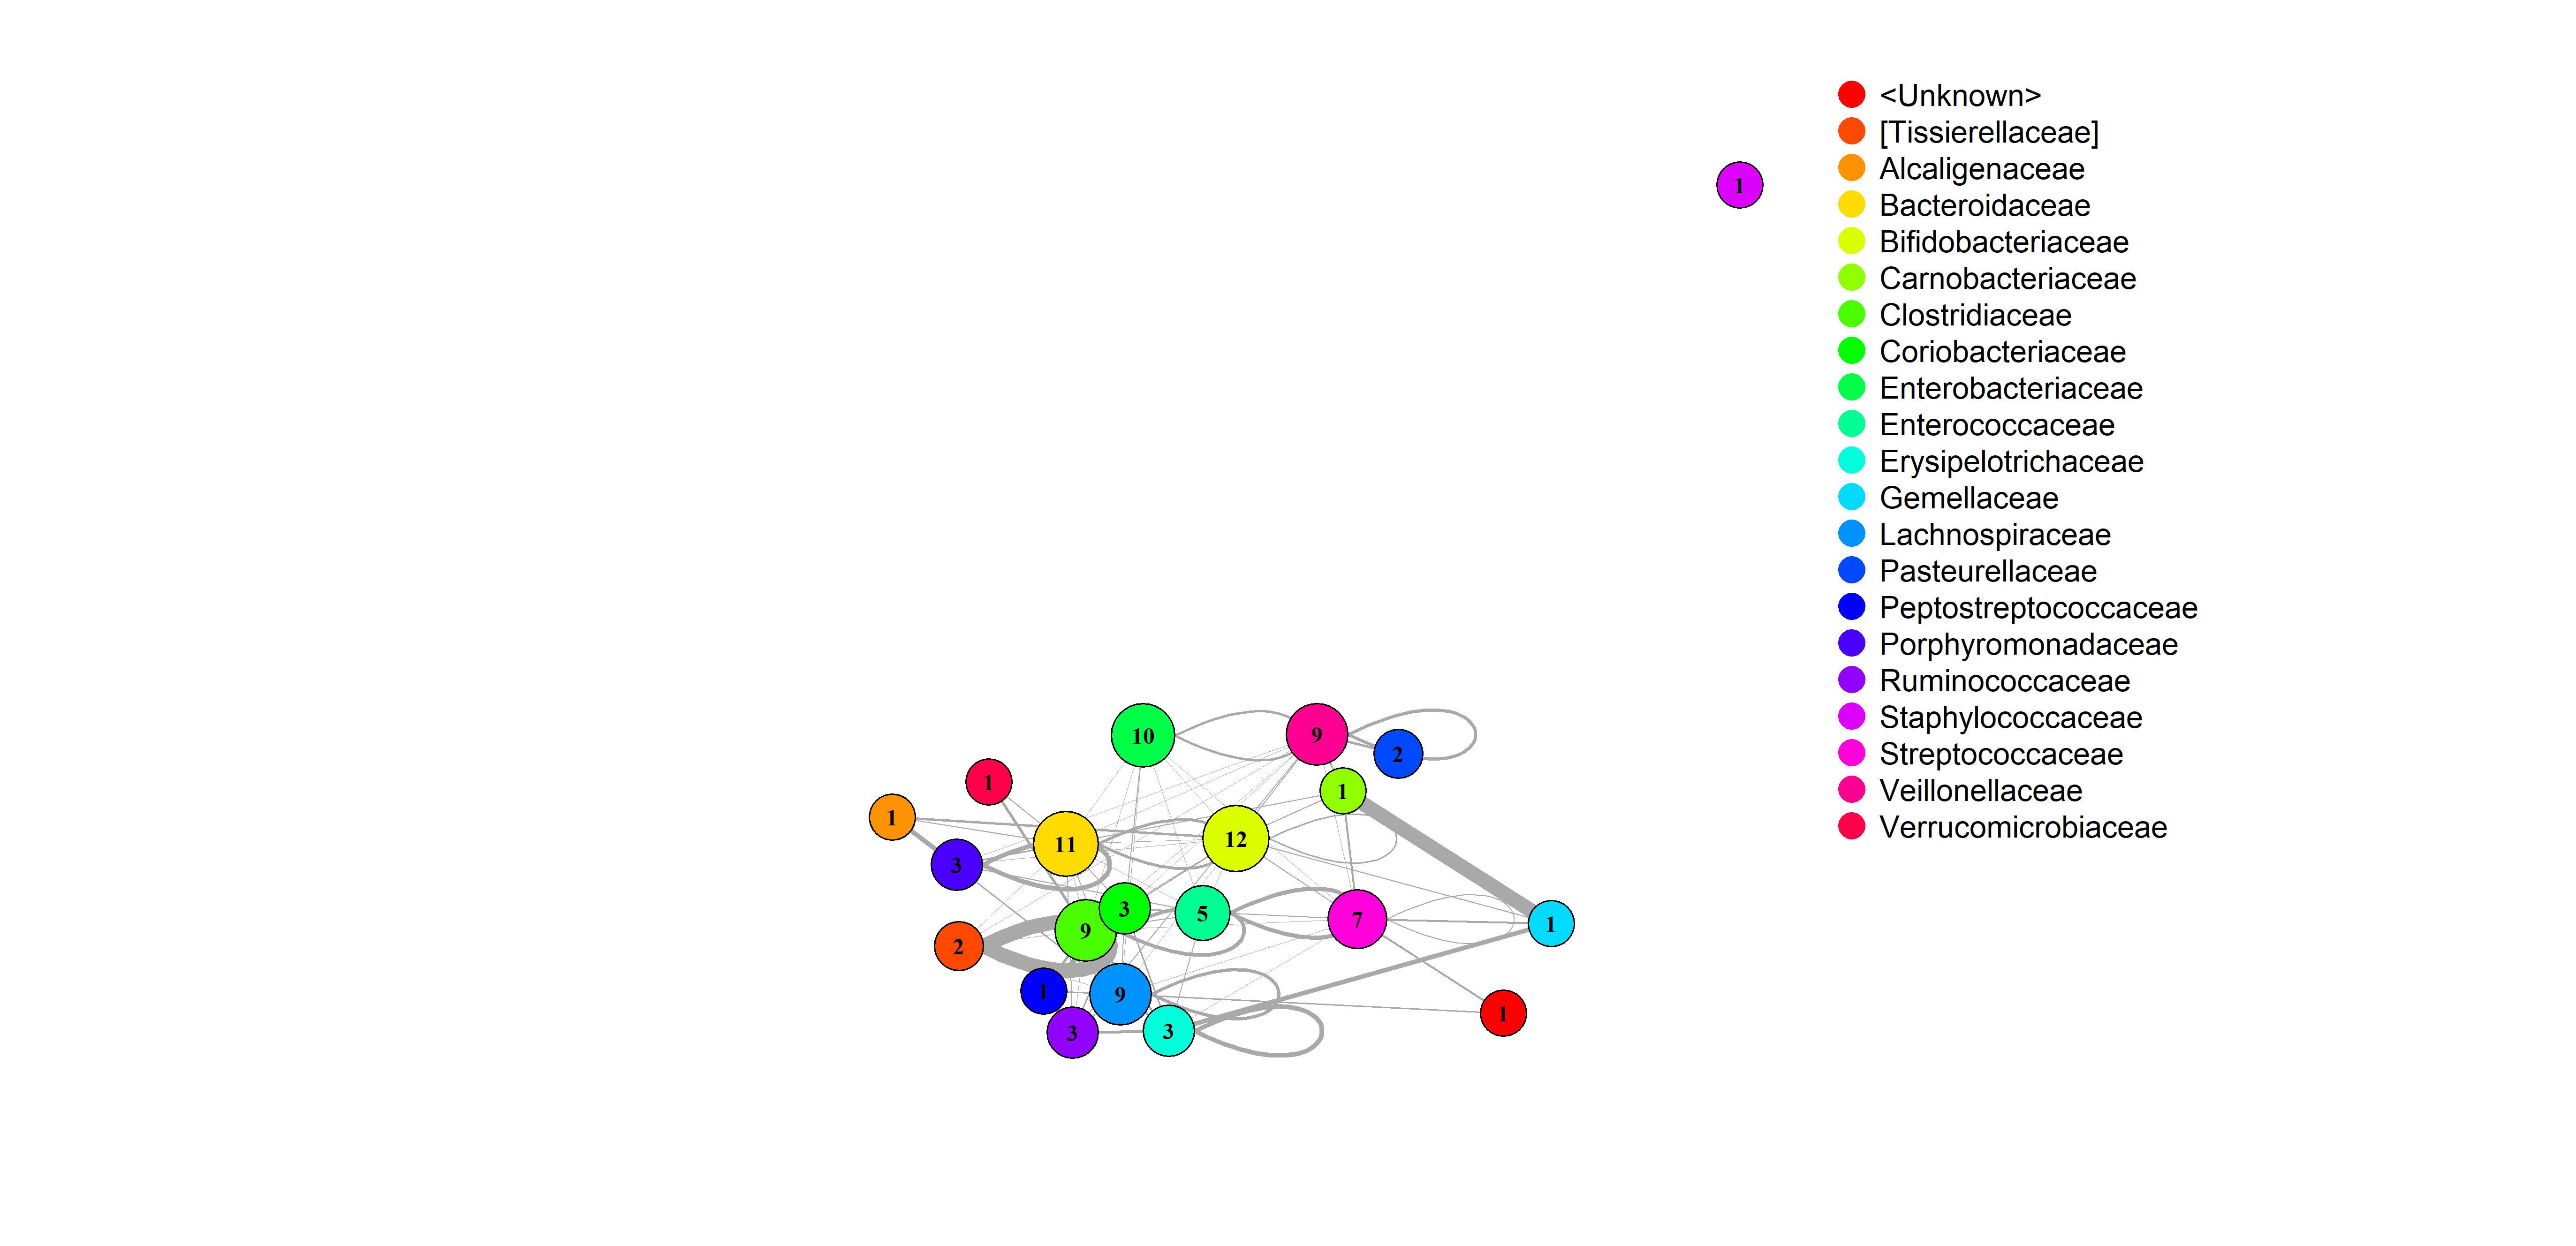 <Unknown>
[Tissierellaceae]
Alcaligenaceae
Bacteroidaceae
Bifidobacteriaceae
Carnobacteriaceae
Clostridiaceae
Coriobacteriaceae
Enterobacteriaceae
Enterococcaceae
Erysipelotrichaceae
Gemellaceae
Lachnospiraceae
Pasteurellaceae
Peptostreptococcaceae
Porphyromonadaceae
Ruminococcaceae
Staphylococcaceae
Streptococcaceae
Veillonellaceae
Verrucomicrobiaceae
1
10
9
2
1
1
1
11
12
3
3
5
7
1
9
2
1
9
1
3
3